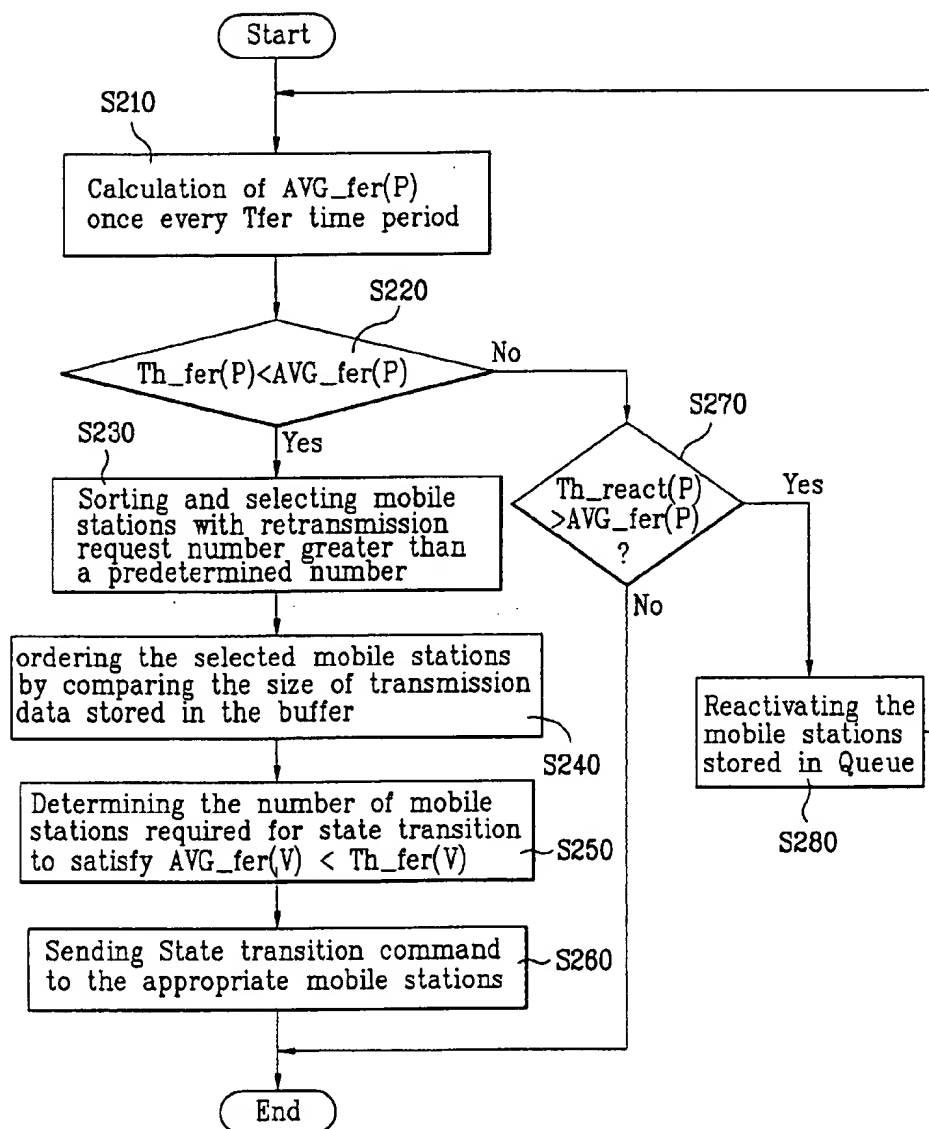 Start
S210
Calculation of AVG_fer(P)
once every Tfer time period
S220
Th_fer(P)<AVG_fer(P)
No
Yes
S230
Sorting and selecting mobile
stations with retransmission
request number greater than
a predetermined number
S270
Th_react(P)
>AVG_fer(P)
?
Yes
No
ordering the selected mobile stations
by comparing the size of transmission
data stored in the buffer
S240
Reactivating the
mobile stations
stored in Queue
S280
Determining the number of mobile
stations required for state transition
to satisfy AVG_fer(V) < Th_fer(V)
S250
Sending State transition command
to the appropriate mobile stations
S260
End